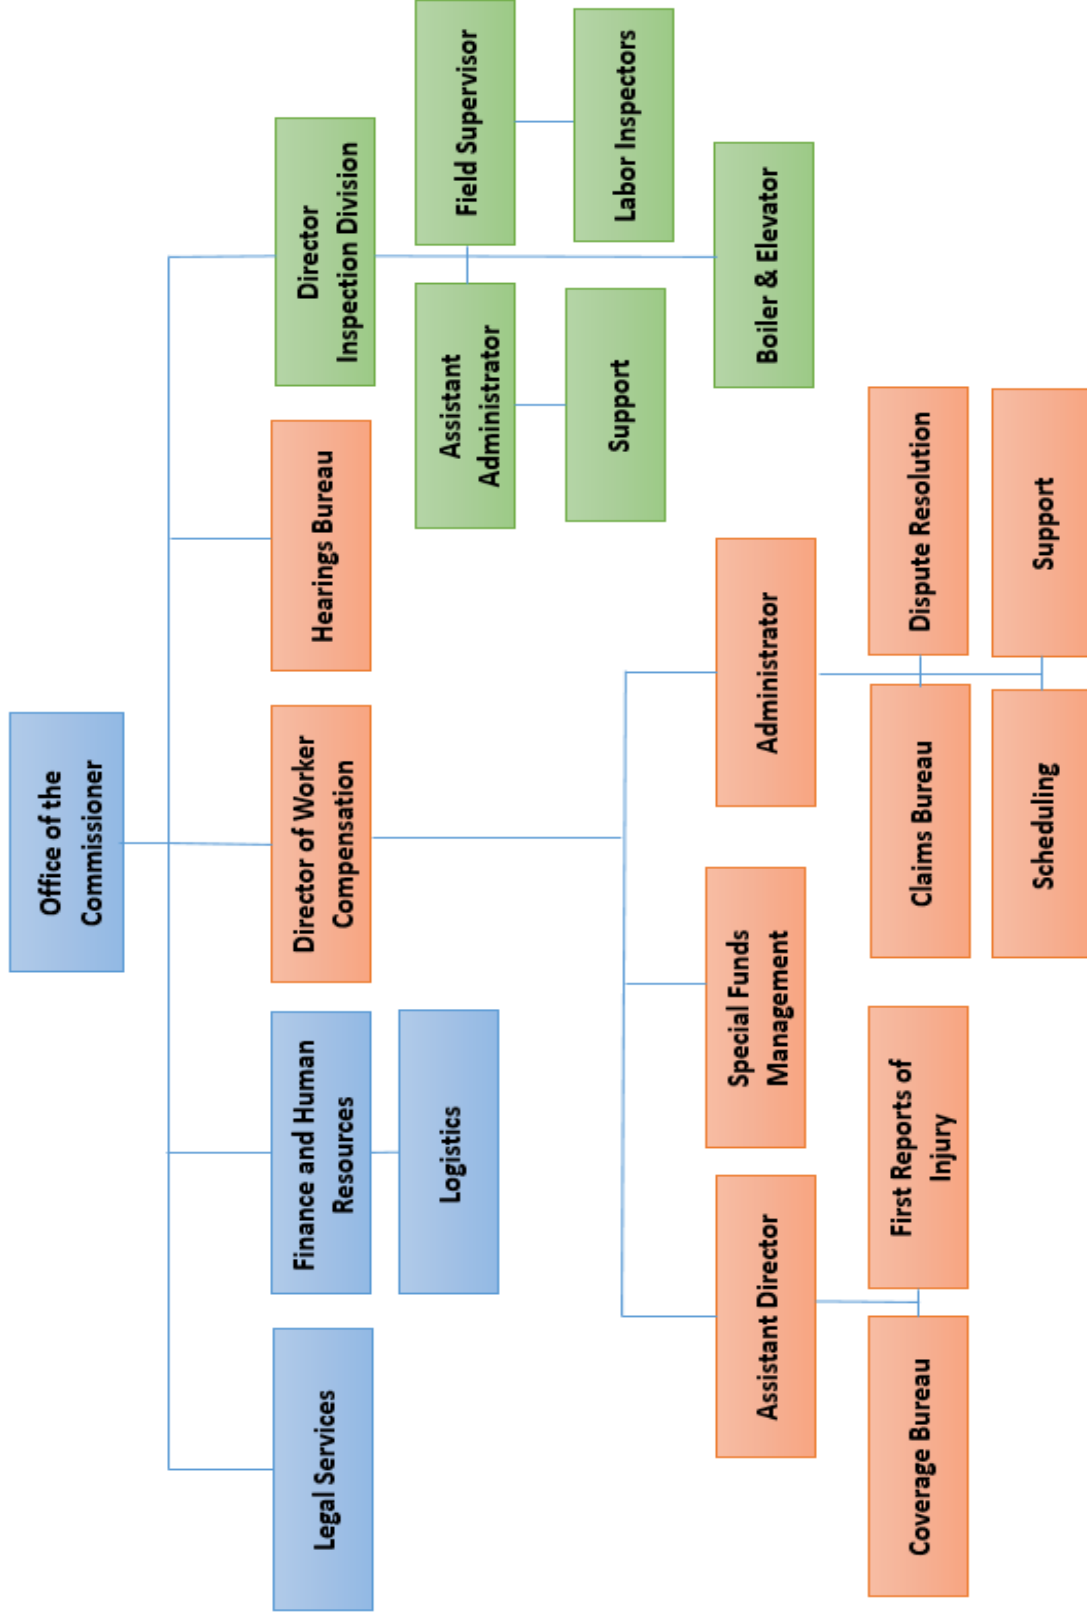 Office of the
Commissioner
Legal Services
Finance and Human
Resources
Director of Worker
Compensation
Hearings Bureau
Director
Inspection Division
Logistics
Assistant
Administrator
Field Supervisor
Support
Labor Inspectors
Boiler & Elevator
Assistant Director
Special Funds
Management
Administrator
Coverage Bureau
First Reports of
Injury
Claims Bureau
Dispute Resolution
Scheduling
Support